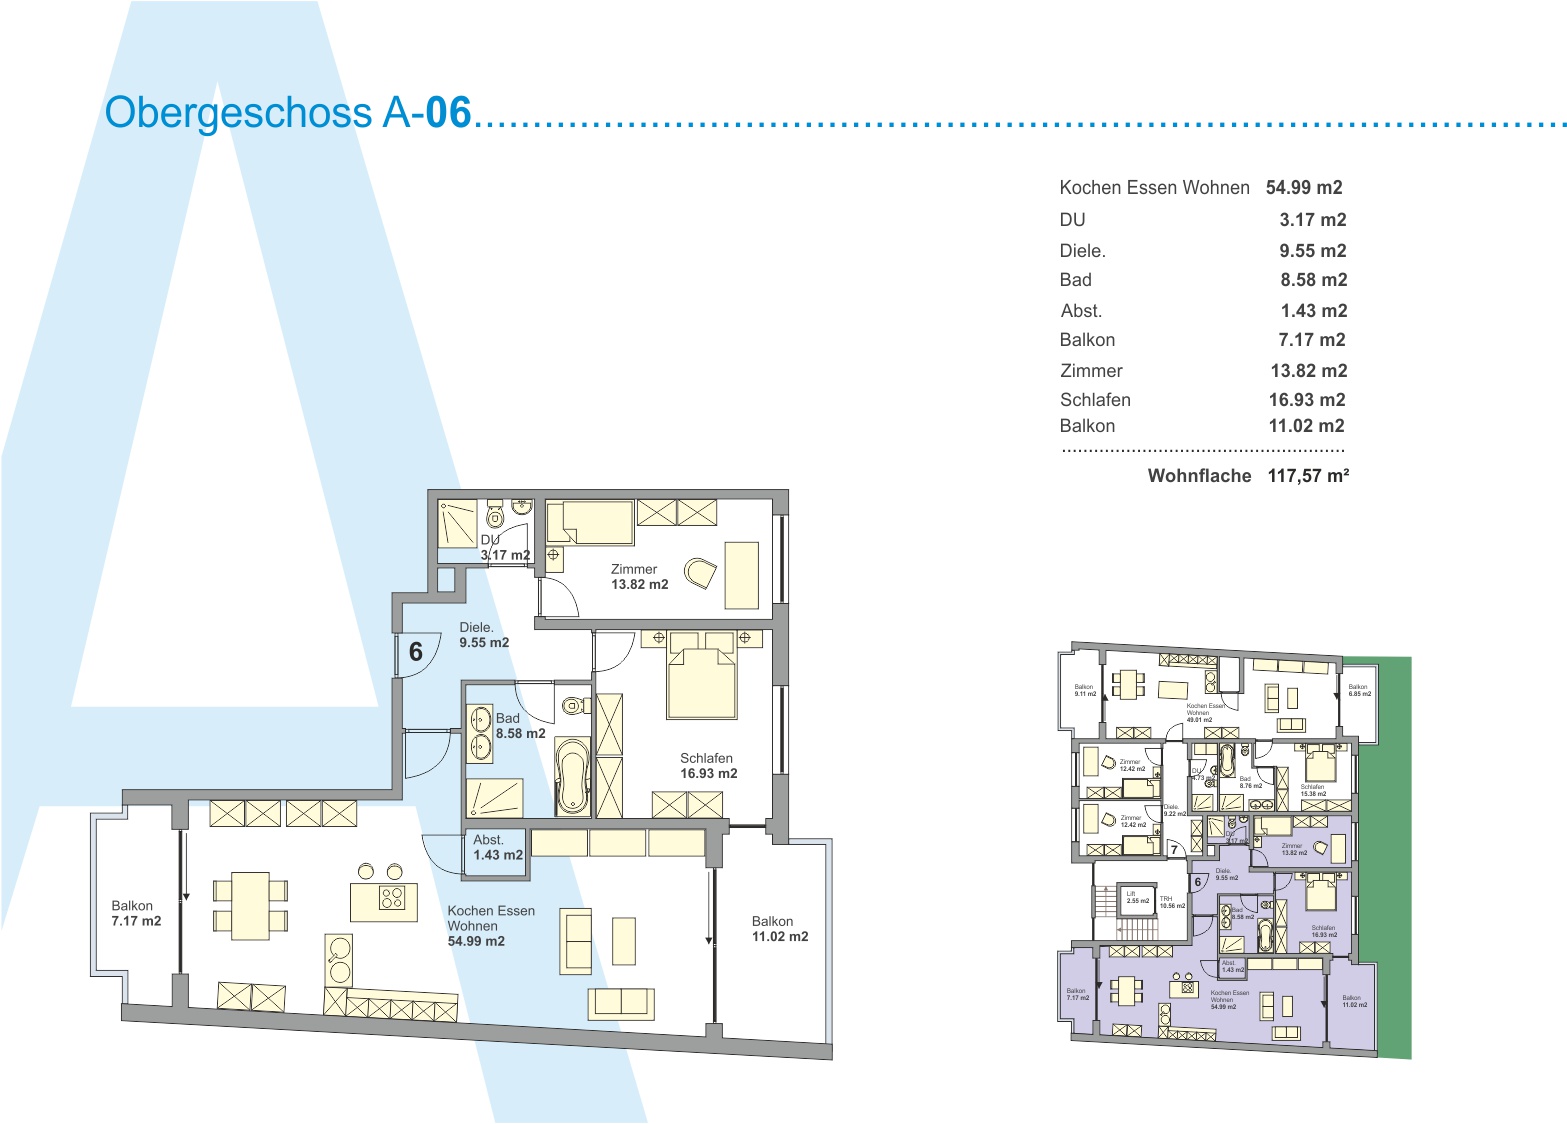 Obergeschoss A-06
Kochen Essen Wohnen 54.99 m2
DU 3.17 m2
Diele. 9.55 m2
Bad 8.58 m2
Abst. 1.43 m2
Balkon 7.17 m2
Zimmer 13.82 m2
Schlafen 16.93 m2
Balkon 11.02 m2
Wohnflache 117,57 m²
DU
3.17 m2
Zimmer
13.82 m2
Diele.
9.55 m2
6
Bad
8.58 m2
Schlafen
16.93 m2
Abst.
1.43 m2
Balkon
7.17 m2
Kochen Essen
Wohnen
54.99 m2
Balkon
11.02 m2
Balkon
9.11 m2
Kochen Essen
Wohnen
49.01 m2
Balkon
6.85 m2
Zimmer
12.42 m2
DU
4.73 m2
Bad
8.76 m2
Schlafen
15.38 m2
Zimmer
12.42 m2
Diele.
9.22 m2
7
DU
3.17 m2
Zimmer
13.82 m2
Diele.
9.55 m2
6
Lift
2.55 m2
TRH
10.56 m2
Bad
8.58 m2
Schlafen
16.93 m2
Abst.
1.43 m2
Balkon
7.17 m2
Kochen Essen
Wohnen
54.99 m2
Balkon
11.02 m2